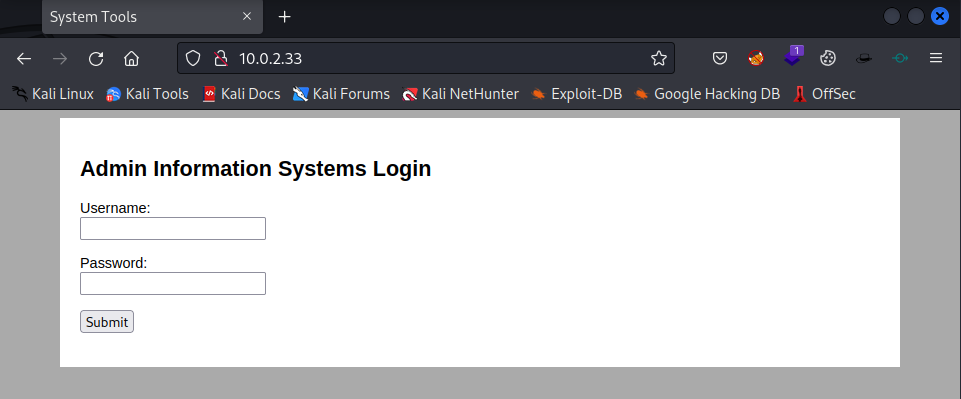 System Tools
10.0.2.33
1
Kali Linux Kali Tools Kali Docs Kali Forums Kali NetHunter Exploit-DB Google Hacking DB OffSec
Admin Information Systems Login
Username:
Password:
Submit